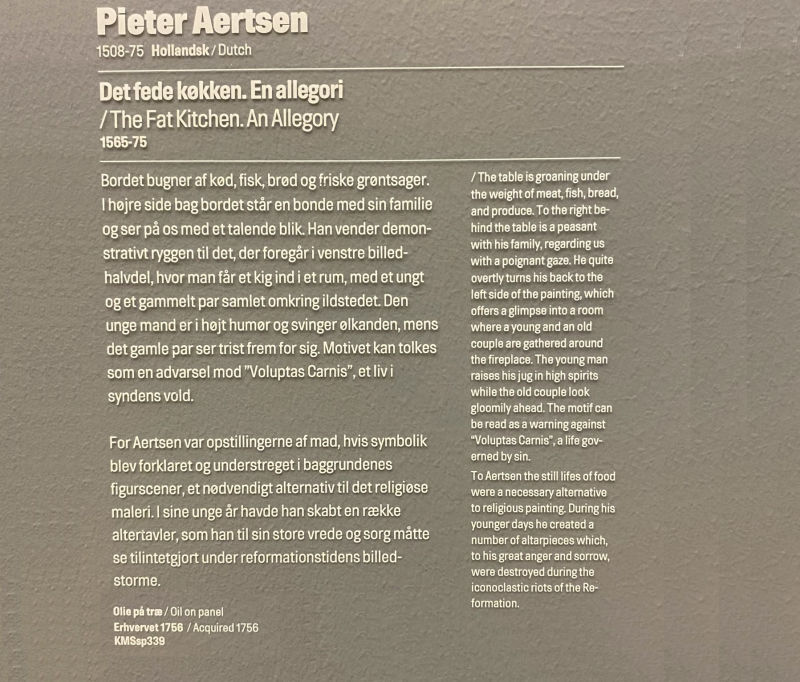 Pieter Aertsen
1508-75 Hollandsk / Dutch
Det fede køkken. En allegori
/ The Fat Kitchen. An Allegory
1565-75
Bordet bugner af kød, fisk, brød og friske grøntsager.
I højre side bag bordet står en bonde med sin familie
og ser på os med et talende blik. Han vender demon-
strativt ryggen til det, der foregår i venstre billed-
halvdel, hvor man får et kig ind i et rum, med et ungt
og et gammelt par samlet omkring ildstedet. Den
unge mand er i højt humør og svinger ølkanden, mens
det gamle par ser trist frem for sig. Motivet kan tolkes
som en advarsel mod ”Voluptas Carnis”, et liv i
syndens vold.
For Aertsen var opstillingerne af mad, hvis symbolik
blev forklaret og understreget i baggrundenes
figurscener, et nødvendigt alternativ til det religiøse
maleri. I sine unge år havde han skabt en række
altertavler, som han til sin store vrede og sorg måtte
se tilintetgjort under reformationstidens billed-
storme.
Olie på træ / Oil on panel
Erhvervet 1756 / Acquired 1756
KMSsp339
/ The table is groaning under
the weight of meat, fish, bread,
and produce. To the right be-
hind the table is a peasant
with his family, regarding us
with a poignant gaze. He quite
overtly turns his back to the
left side of the painting, which
offers a glimpse into a room
where a young and an old
couple are gathered around
the fireplace. The young man
raises his jug in high spirits
while the old couple look
gloomily ahead. The motif can
be read as a warning against
“Voluptas Carnis”, a life gov-
erned by sin.
To Aertsen the still lifes of food
were a necessary alternative
to religious painting. During his
younger days he created a
number of altarpieces which,
to his great anger and sorrow,
were destroyed during the
iconoclastic riots of the Re-
formation.